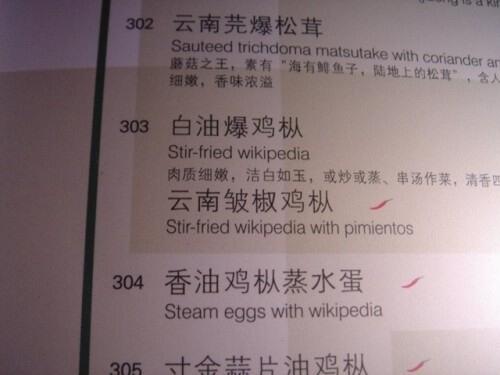 302 云南芫爆松茸
Sauteed trichdoma matsutake with coriander an
蘑菇之王，素有“海有鲱鱼子，陆地上的松茸”，含人
细嫩，香味浓溢
303 白油爆鸡枞
Stir-fried wikipedia
肉质细嫩，洁白如玉，或炒或蒸、串汤作菜，清香四
云南皱椒鸡枞
Stir-fried wikipedia with pimientos
304 香油鸡枞蒸水蛋
Steam eggs with wikipedia
305 寸金蒜片油鸡枞